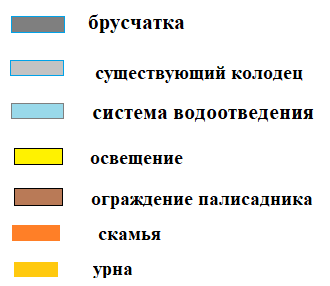 брусчатка
существующий колодец
система водоотведения
освещение
ограждение палисадника
скамья
урна